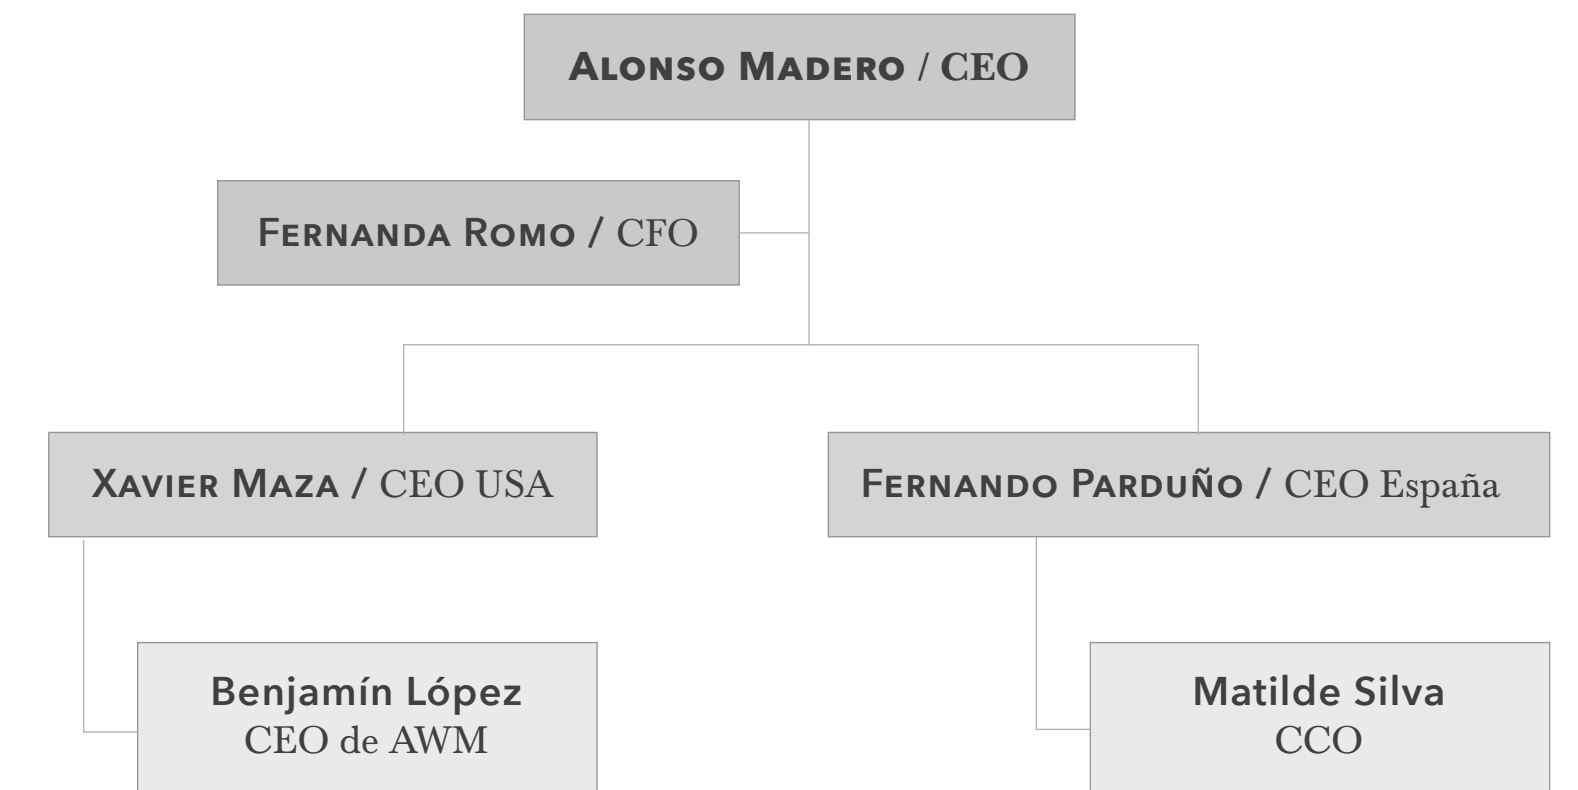 Alonso Madero / CEO
Fernanda Romo / CFO
Xavier Maza / CEO USA
Fernando Parduño / CEO España
Benjamín López
CEO de AWM
Matilde Silva
CCO